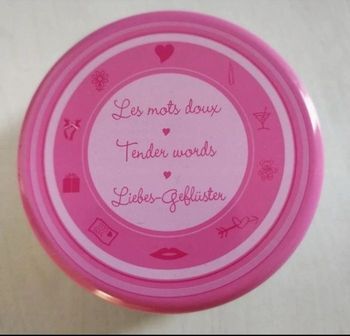 Les mots doux
Tender words
Liebes-Geflüster